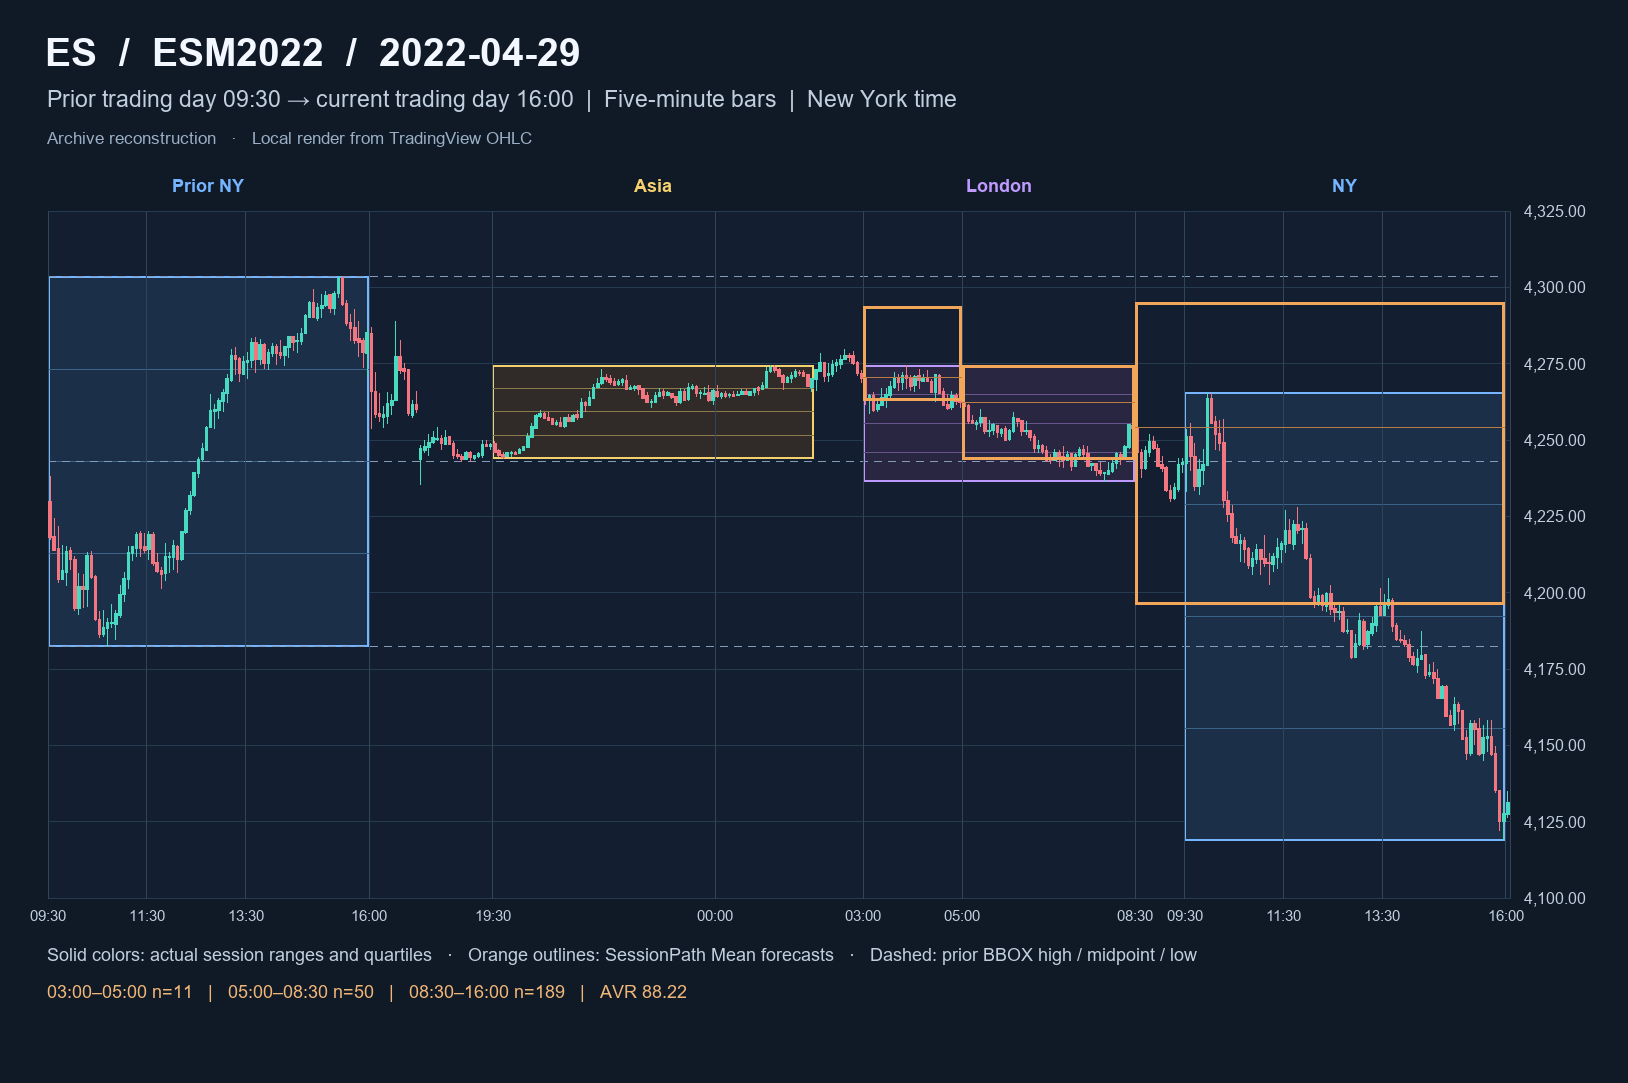 ES / ESM2022 / 2022-04-29
Prior trading day 09:30 → current trading day 16:00 | Five-minute bars | New York time
Archive reconstruction · Local render from TradingView OHLC
Prior NY Asia London NY
4,325.00
4,300.00
4,275.00
4,250.00
4,225.00
4,200.00
4,175.00
4,150.00
4,125.00
4,100.00
09:30 11:30 13:30 16:00 19:30 00:00 03:00 05:00 08:30 09:30 11:30 13:30 16:00
Solid colors: actual session ranges and quartiles · Orange outlines: SessionPath Mean forecasts · Dashed: prior BBOX high / midpoint / low
03:00–05:00 n=11 | 05:00–08:30 n=50 | 08:30–16:00 n=189 | AVR 88.22